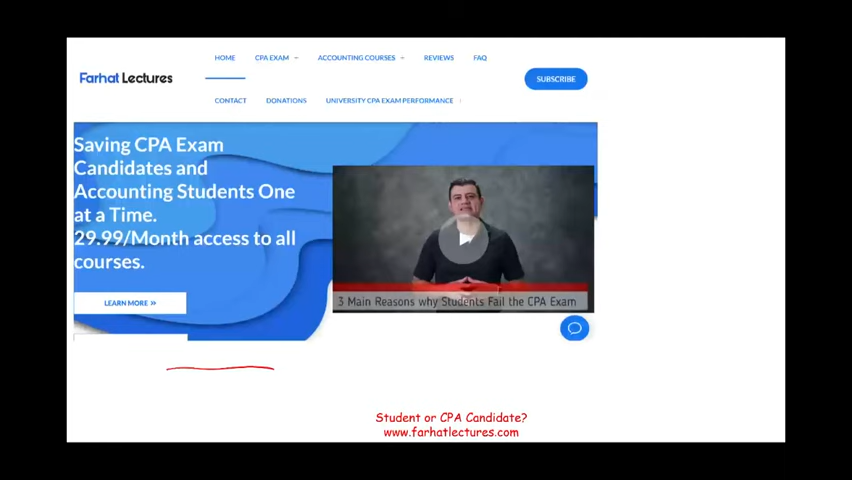 HOME CPA EXAM ACCOUNTING COURSES REVIEWS FAQ
Farhat Lectures
SUBSCRIBE
CONTACT DONATIONS UNIVERSITY CPA EXAM PERFORMANCE
Saving CPA Exam
Candidates and
Accounting Students One
at a Time.
29.99/Month access to all
courses.
LEARN MORE »
3 Main Reasons why Students Fail the CPA Exam
Student or CPA Candidate?
www.farhatlectures.com